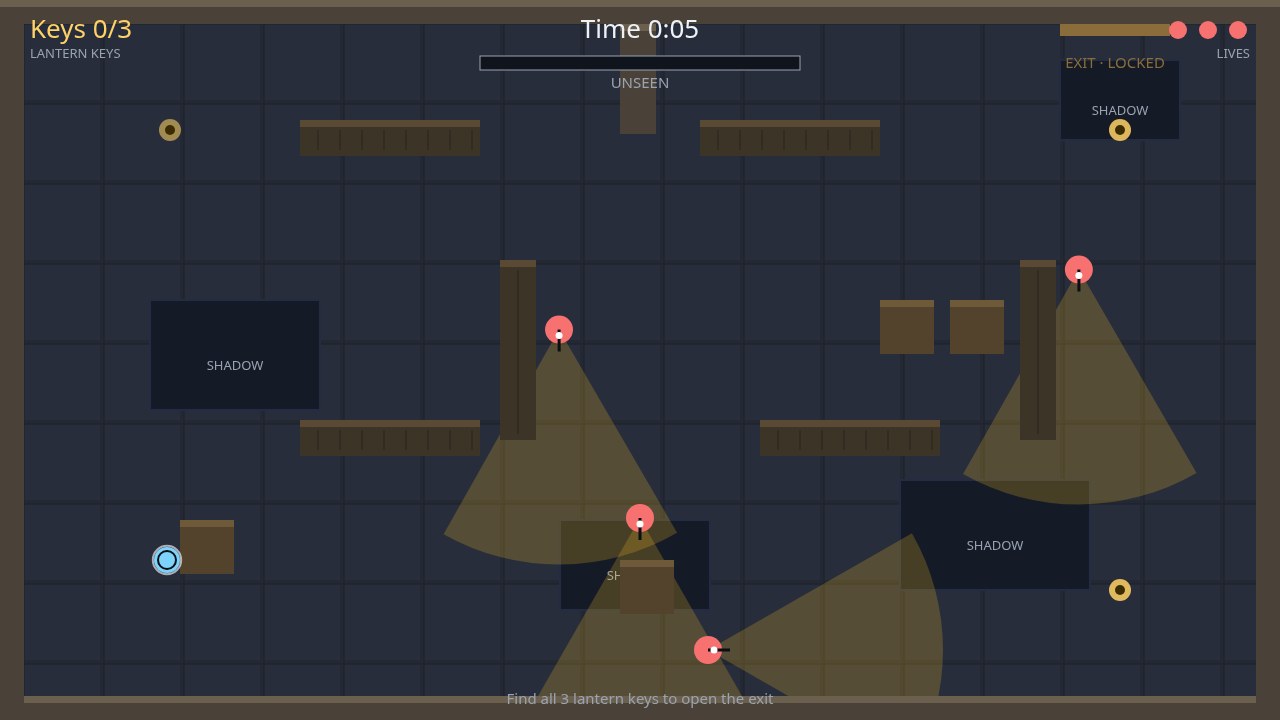 Keys 0/3
LANTERN KEYS
Time 0:05
UNSEEN
LIVES
EXIT · LOCKED
SHADOW
SHADOW
SHADOW
SH
Find all 3 lantern keys to open the exit